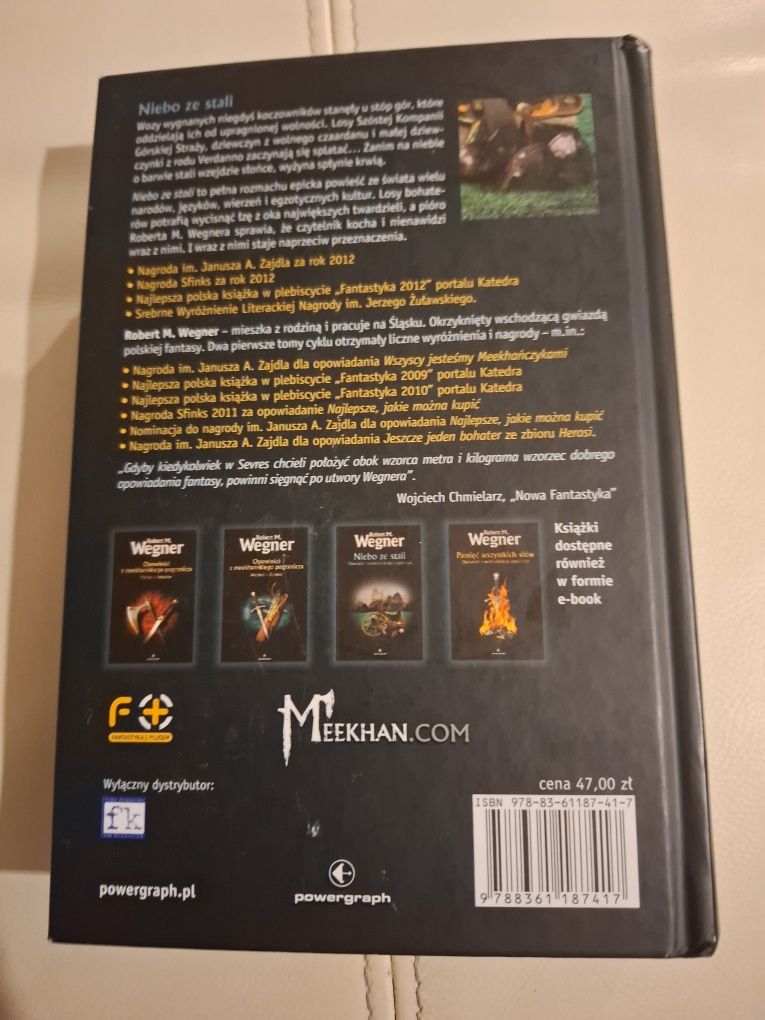 Niebo ze stali
Wozy wygnanych niegdyś koczowników stanęły u stóp gór, które
oddzielają ich od upragnionej wolności. Losy Szóstej Kompanii
Górskiej Straży, dziewczyn z wolnego czaardanu i małej dziew-
czynki z rodu Verdanno zaczynają się splatać... Zanim na niebie
o barwie stali wzejdzie słońce, wyżyna spłynie krwią.
Niebo ze stali to pełna rozmachu epicka powieść ze świata wielu
narodów, języków, wierzeń i egzotycznych kultur. Losy bohate-
rów potrafią wycisnąć łzę z oka największych twardzieli, a pióro
Roberta M. Wegnera sprawia, że czytelnik kocha i nienawidzi
wraz z nimi. I wraz z nimi staje naprzeciw przeznaczenia.
• Nagroda im. Janusza A. Zajdla za rok 2012
• Nagroda Sfinks za rok 2012
• Najlepsza polska książka w plebiscycie „Fantastyka 2012” portalu Katedra
• Srebrne Wyróżnienie Literackiej Nagrody im. Jerzego Żuławskiego.
Robert M. Wegner – mieszka z rodziną i pracuje na Śląsku. Okrzyknięty wschodzącą gwiazdą
polskiej fantasy. Dwa pierwsze tomy cyklu otrzymały liczne wyróżnienia i nagrody – m.in.:
• Nagroda im. Janusza A. Zajdla dla opowiadania Wszyscy jesteśmy Meekhańczykami
• Najlepsza polska książka w plebiscycie „Fantastyka 2009” portalu Katedra
• Najlepsza polska książka w plebiscycie „Fantastyka 2010” portalu Katedra
• Nagroda Sfinks 2011 za opowiadanie Najlepsze, jakie można kupić
• Nominacja do nagrody im. Janusza A. Zajdla dla opowiadania Najlepsze, jakie można kupić
• Nagroda im. Janusza A. Zajdla dla opowiadania Jeszcze jeden bohater ze zbioru Herosi.
„Gdyby kiedykolwiek w Sevres chcieli położyć obok wzorca metra i kilograma wzorzec dobrego
opowiadania fantasy, powinni sięgnąć po utwory Wegnera”.
Wojciech Chmielarz, „Nowa Fantastyka”
Robert M.
Wegner
Opowieści
z meekhańskiego pogranicza
Robert M.
Wegner
Opowieści
z meekhańskiego pogranicza
Robert M.
Wegner
Niebo ze stali
Robert M.
Wegner
Pamięć wszystkich słów
Książki
dostępne
również
w formie
e-book
FANTASTYKA Z PLUSEM
MEEKHAN.COM
Wyłączny dystrybutor:
fk
powergraph.pl
powergraph
cena 47,00 zł
ISBN 978-83-61187-41-7
9 788361 187417